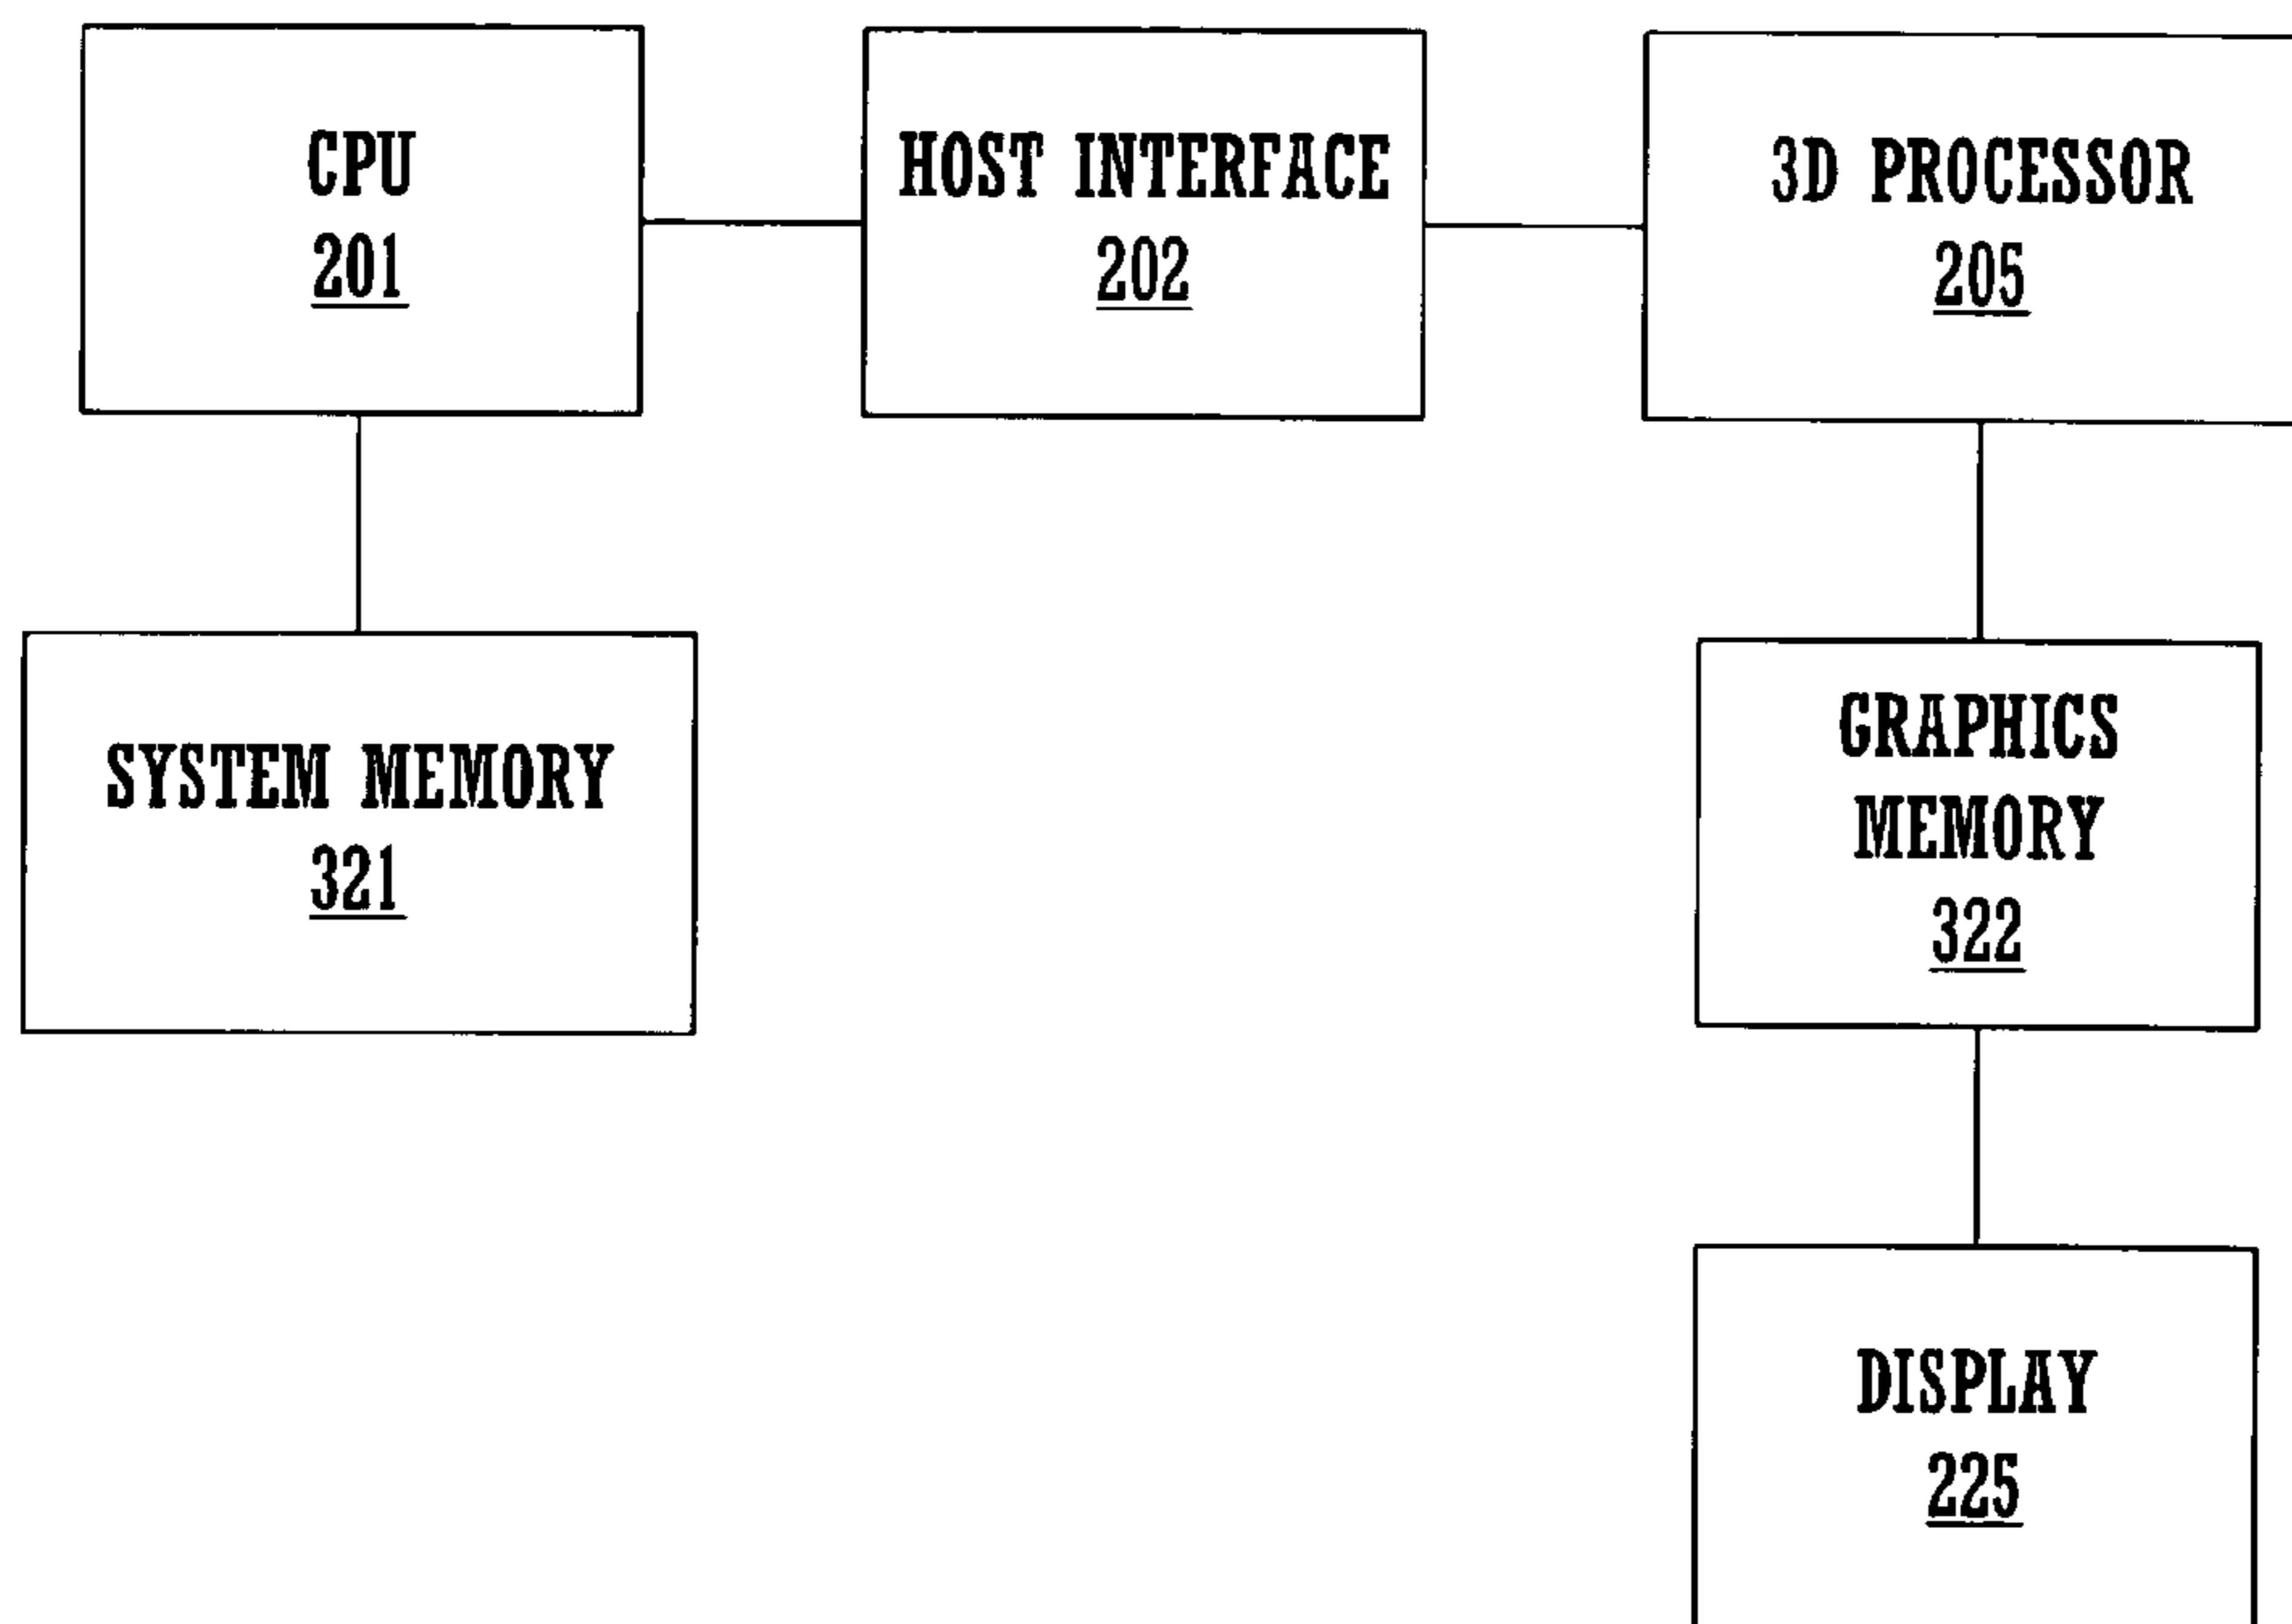 CPU
201
HOST INTERFACE
202
3D PROCESSOR
205
SYSTEM MEMORY
321
GRAPHICS
MEMORY
322
DISPLAY
225